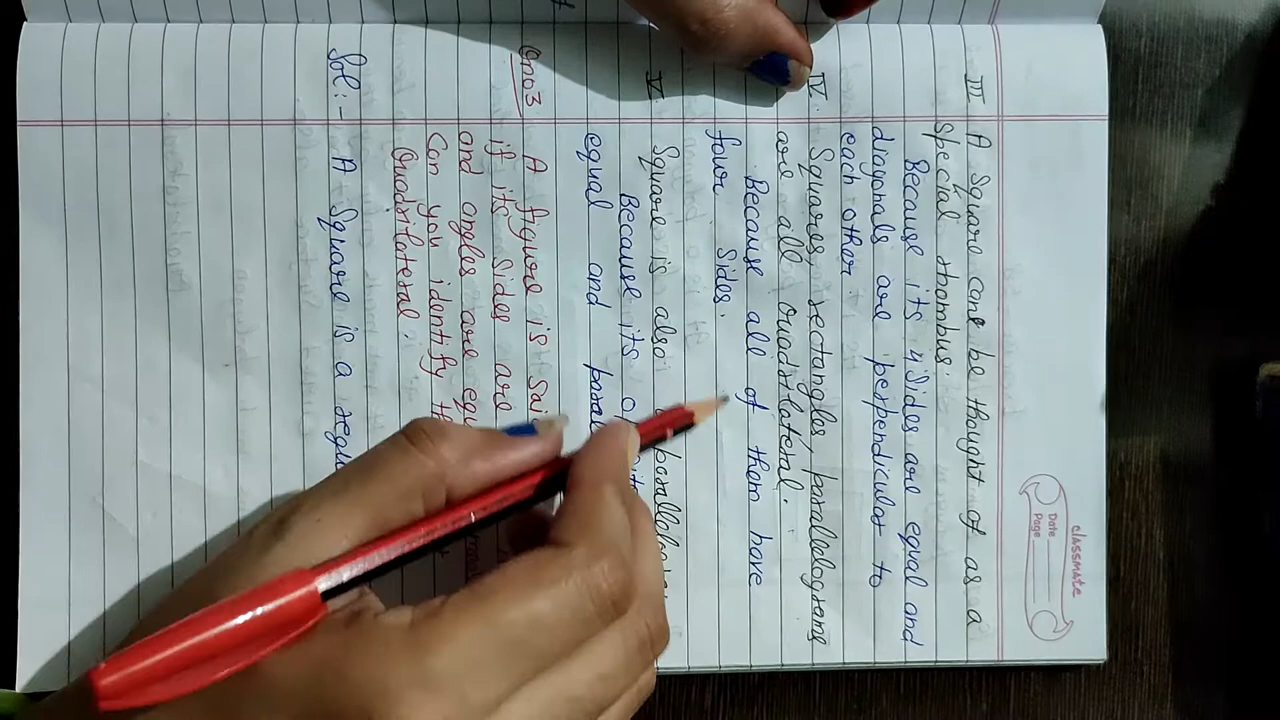 classmate
Date
Page
III A Square can be thought of as a
special rhombus.
Because its 4 Sides are equal and
diagonals are perpendicular to
each other.
IV. Squares, rectangles, parallelograms
are all quadrilateral.
Because all of them have
four Sides.
V. Square is also a parallelogram
Because its
equal and
Qno3 A figure is
if its Sides are
and angles are
Can you identify
Quadrilateral.
Sol:- A Square is a